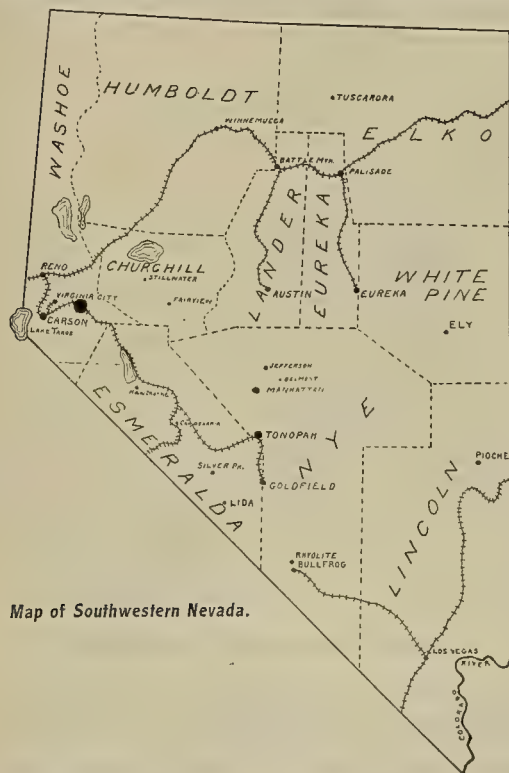 WASHOE
HUMBOLDT
TUSCARORA
ELKO
WINNEMUCCA
BATTLE MTN.
PALISADE
LANDER
EUREKA
RENO
CHURCHILL
STILLWATER
FAIRVIEW
AUSTIN
EUREKA
WHITE
PINE
VIRGINIA CITY
CARSON
LAKE TAHOE
ELY
JEFFERSON
BELMONT
MANHATTEN
HAWTHORNE
CANDELARIA
ESMERALDA
TONOPAH
NYE
SILVER PK.
GOLDFIELD
LIDA
PIOCHE
LINCOLN
RHYOLITE
BULLFROG
Map of Southwestern Nevada.
LOS VEGAS
RIVER
COLORADO